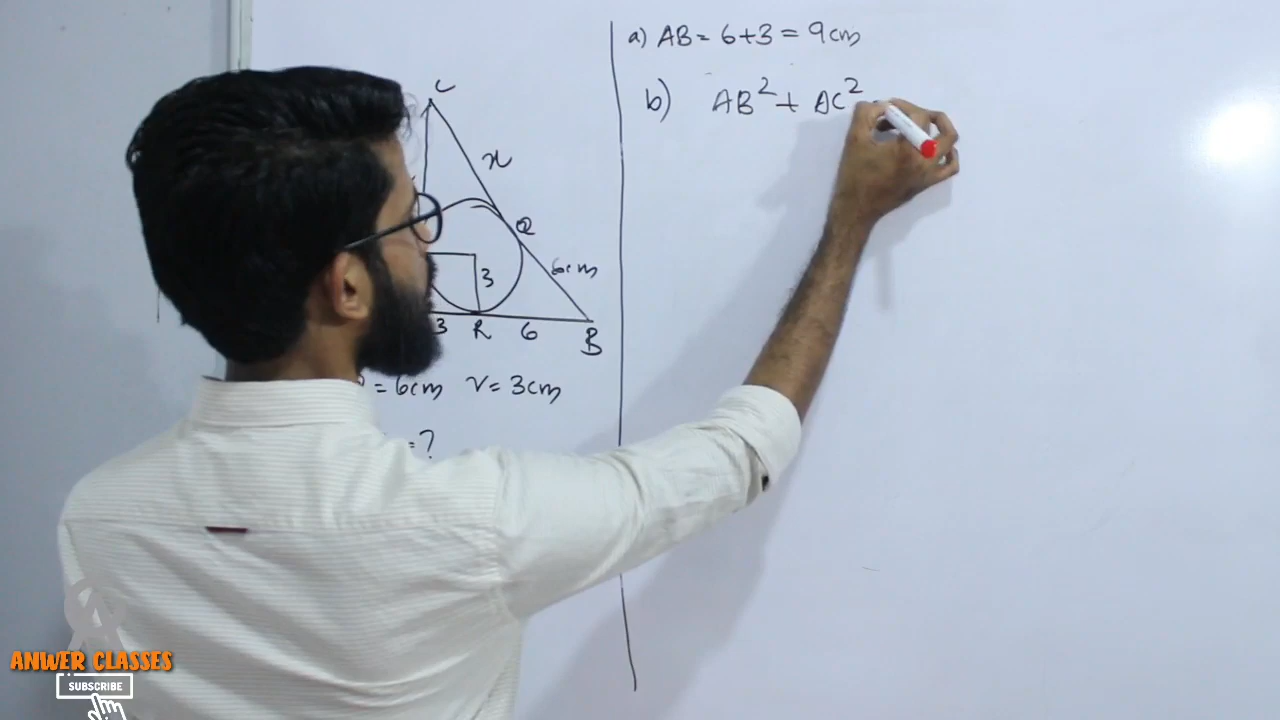 a) AB = 6+3 = 9cm
b) AB² + AC²
C
x
Q
3
6cm
3 R 6 B
= 6cm r = 3cm
= ?
ANWER CLASSES
SUBSCRIBE